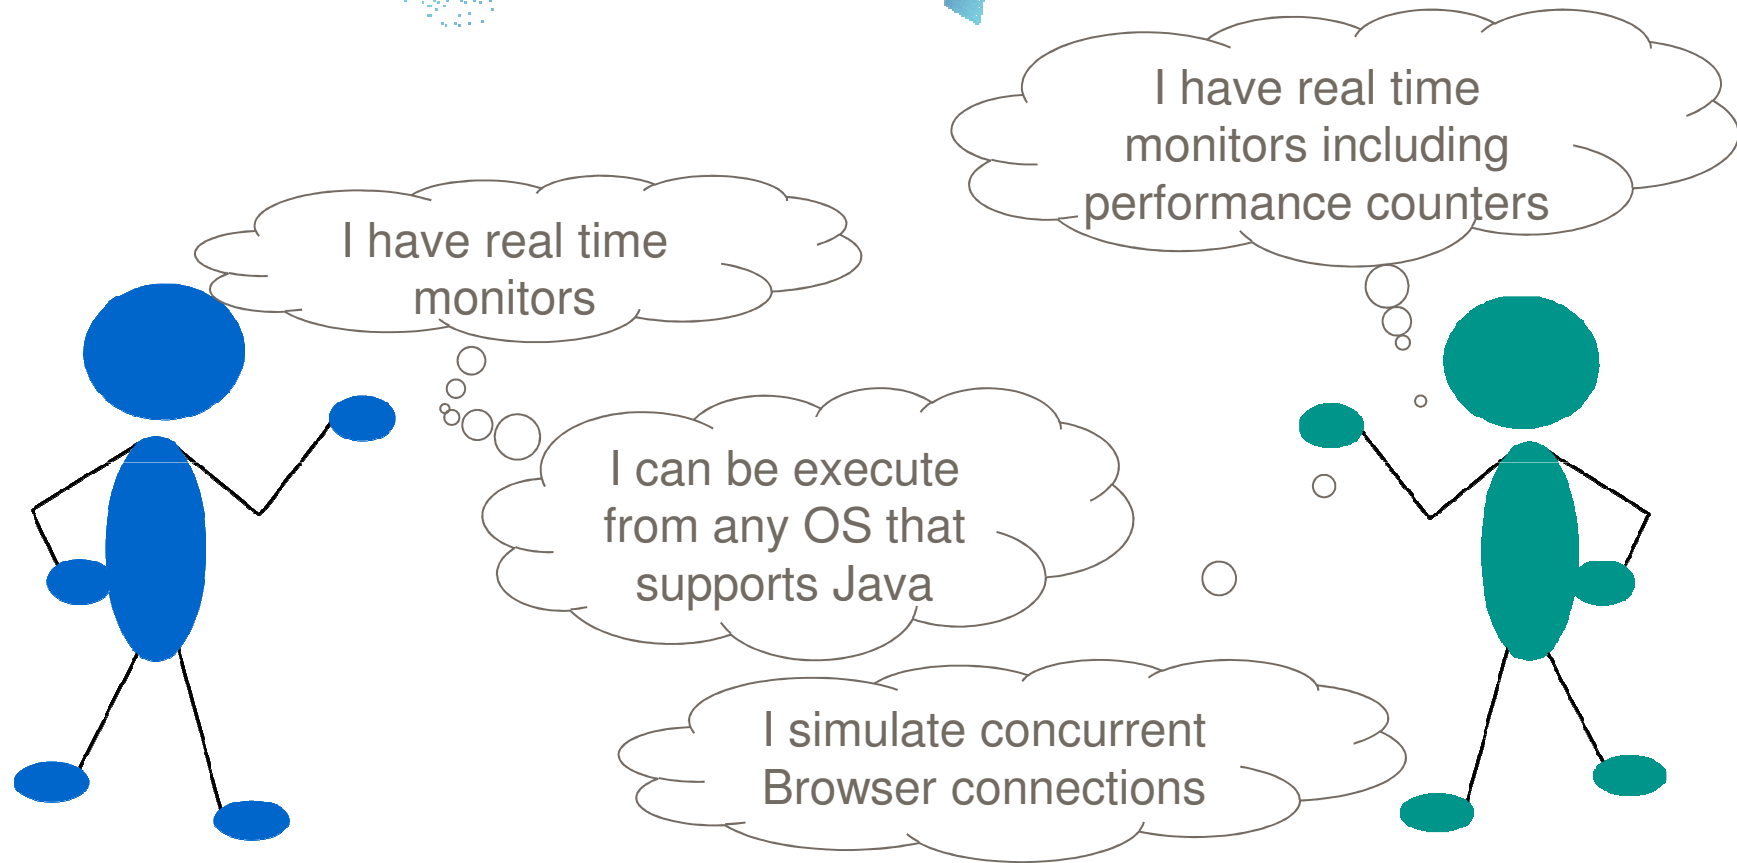 I have real time
monitors including
performance counters
I have real time
monitors
I can be execute
from any OS that
supports Java
I simulate concurrent
Browser connections